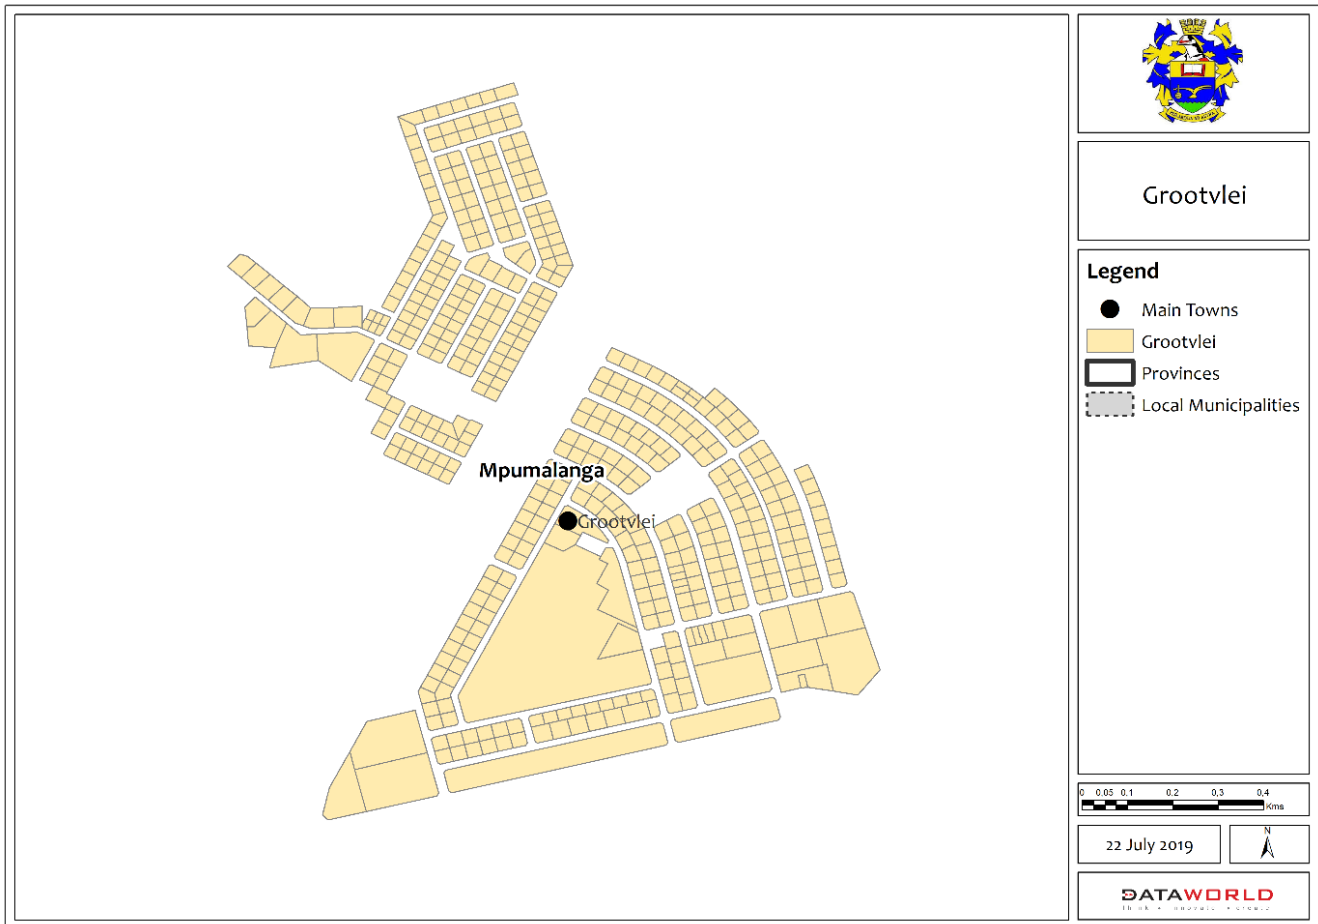 Mpumalanga
Grootvlei
Grootvlei
Legend
Main Towns
Grootvlei
Provinces
Local Municipalities
0 0.05 0.1 0.2 0,3 0,4
Kms
22 July 2019
N
DATAWORLD